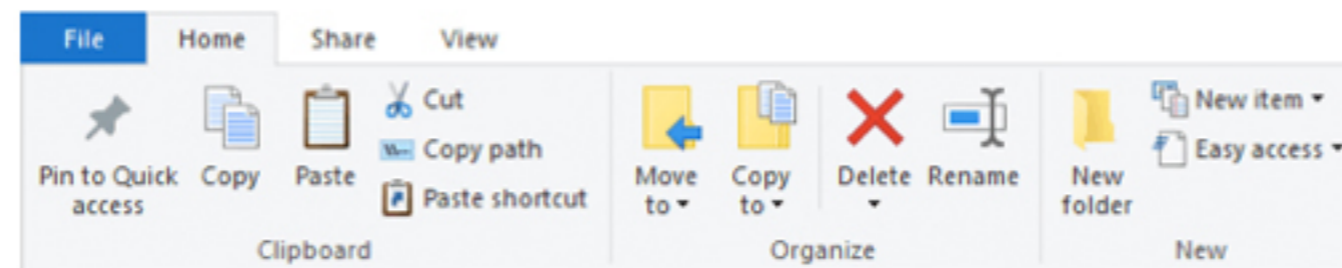 File Home Share View
Pin to Quick
access
Copy
Paste
Cut
Copy path
Paste shortcut
Clipboard
Move
to
Copy
to
Delete
Rename
Organize
New
folder
New item
Easy access
New